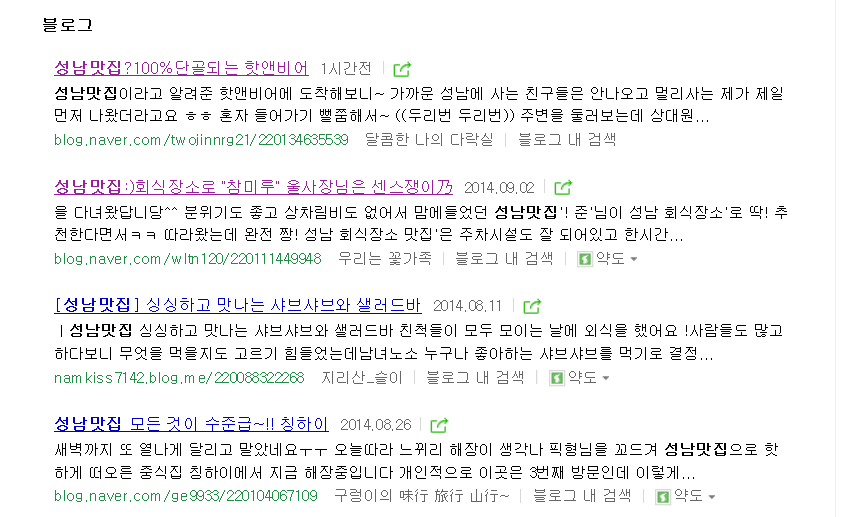 블로그
성남맛집?100%단골되는 핫앤비어 1시간전
성남맛집이라고 알려준 핫앤비어에 도착해보니~ 가까운 성남에 사는 친구들은 안나오고 멀리사는 제가 제일
먼저 나왔더라고요 ㅎㅎ 혼자 들어가기 뻘쭘해서~ ((두리번 두리번)) 주변을 둘러보는데 상대원...
blog.naver.com/twojinnrg21/220134635539 달콤한 나의 다락실 | 블로그 내 검색
성남맛집:)회식장소로 "참미루" 울사장님은 센스쟁이乃 2014.09.02
을 다녀왔답니당^^ 분위기도 좋고 상차림비도 없어서 맘에들었던 성남맛집'! 준'님이 성남 회식장소'로 딱! 추
천한다면서ㅋㅋ 따라왔는데 완전 짱! 성남 회식장소 맛집'은 주차시설도 잘 되어있고 한시간...
blog.naver.com/wltn120/220111449948 우리는 꽃가족 | 블로그 내 검색 | 약도
[성남맛집] 싱싱하고 맛나는 샤브샤브와 샐러드바 2014.08.11
ㅣ성남맛집 싱싱하고 맛나는 샤브샤브와 샐러드바 친척들이 모두 모이는 날에 외식을 했어요 !사람들도 많고
하다보니 무엇을 먹을지도 고르기 힘들었는데남녀노소 누구나 좋아하는 샤브샤브를 먹기로 결정...
namkiss7142.blog.me/220088322268 지리산_슬이 | 블로그 내 검색 | 약도
성남맛집 모든 것이 수준급~!! 칭하이 2014.08.26
새벽까지 또 열나게 달리고 말았네요ㅜㅜ 오늘따라 느뀌리 해장이 생각나 픽형님을 꼬드겨 성남맛집으로 핫
하게 떠오른 중식집 칭하이에서 지금 해장중입니다 개인적으로 이곳은 3번째 방문인데 이렇게...
blog.naver.com/ge9933/220104067109 구렁이의 味行 旅行 山行~ | 블로그 내 검색 | 약도